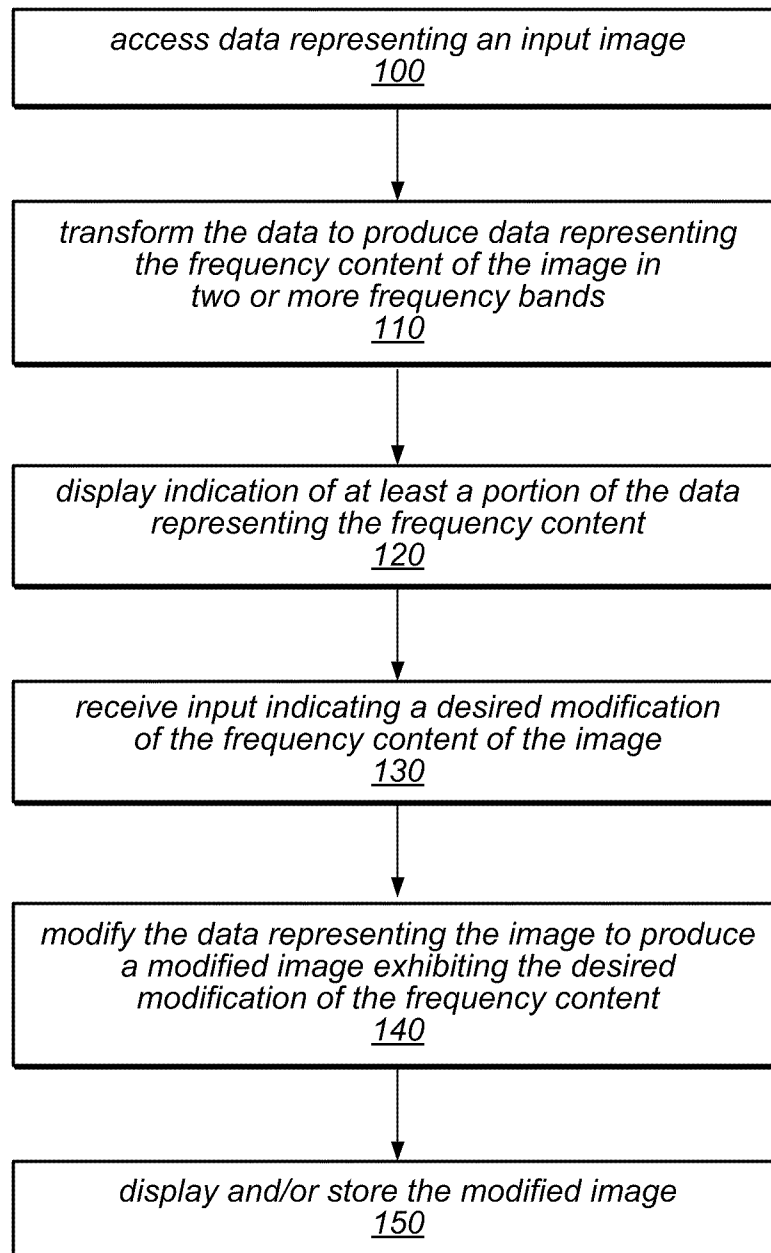 access data representing an input image
100
transform the data to produce data representing
the frequency content of the image in
two or more frequency bands
110
display indication of at least a portion of the data
representing the frequency content
120
receive input indicating a desired modification
of the frequency content of the image
130
modify the data representing the image to produce
a modified image exhibiting the desired
modification of the frequency content
140
display and/or store the modified image
150